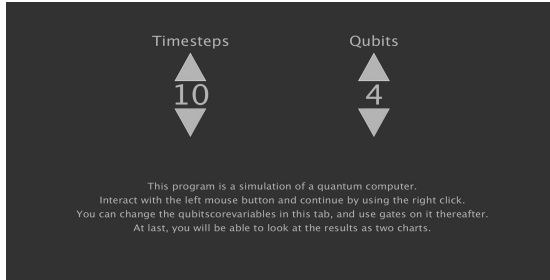 Timesteps Qubits
10 4
This program is a simulation of a quantum computer.
Interact with the left mouse button and continue by using the right click.
You can change the qubitscorevariables in this tab, and use gates on it thereafter.
At last, you will be able to look at the results as two charts.